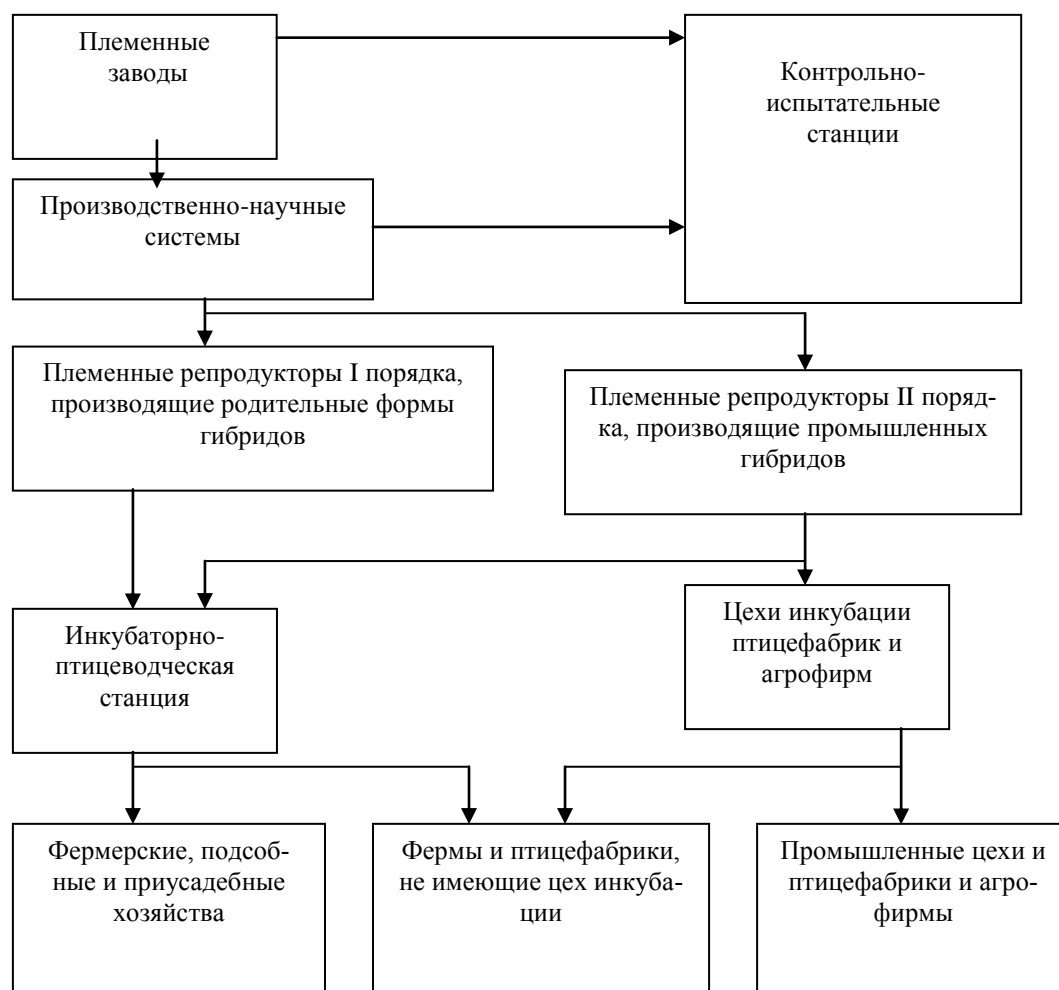 Племенные
заводы
Контрольно-
испытательные
станции
Производственно-научные
системы
Племенные репродукторы I порядка,
производящие родительные формы
гибридов
Племенные репродукторы II поряд-
ка, производящие промышленных
гибридов
Инкубаторно-
птицеводческая
станция
Цехи инкубации
птицефабрик и
агрофирм
Фермерские, подсоб-
ные и приусадебные
хозяйства
Фермы и птицефабрики,
не имеющие цех инкуба-
ции
Промышленные цехи и
птицефабрики и агро-
фирмы